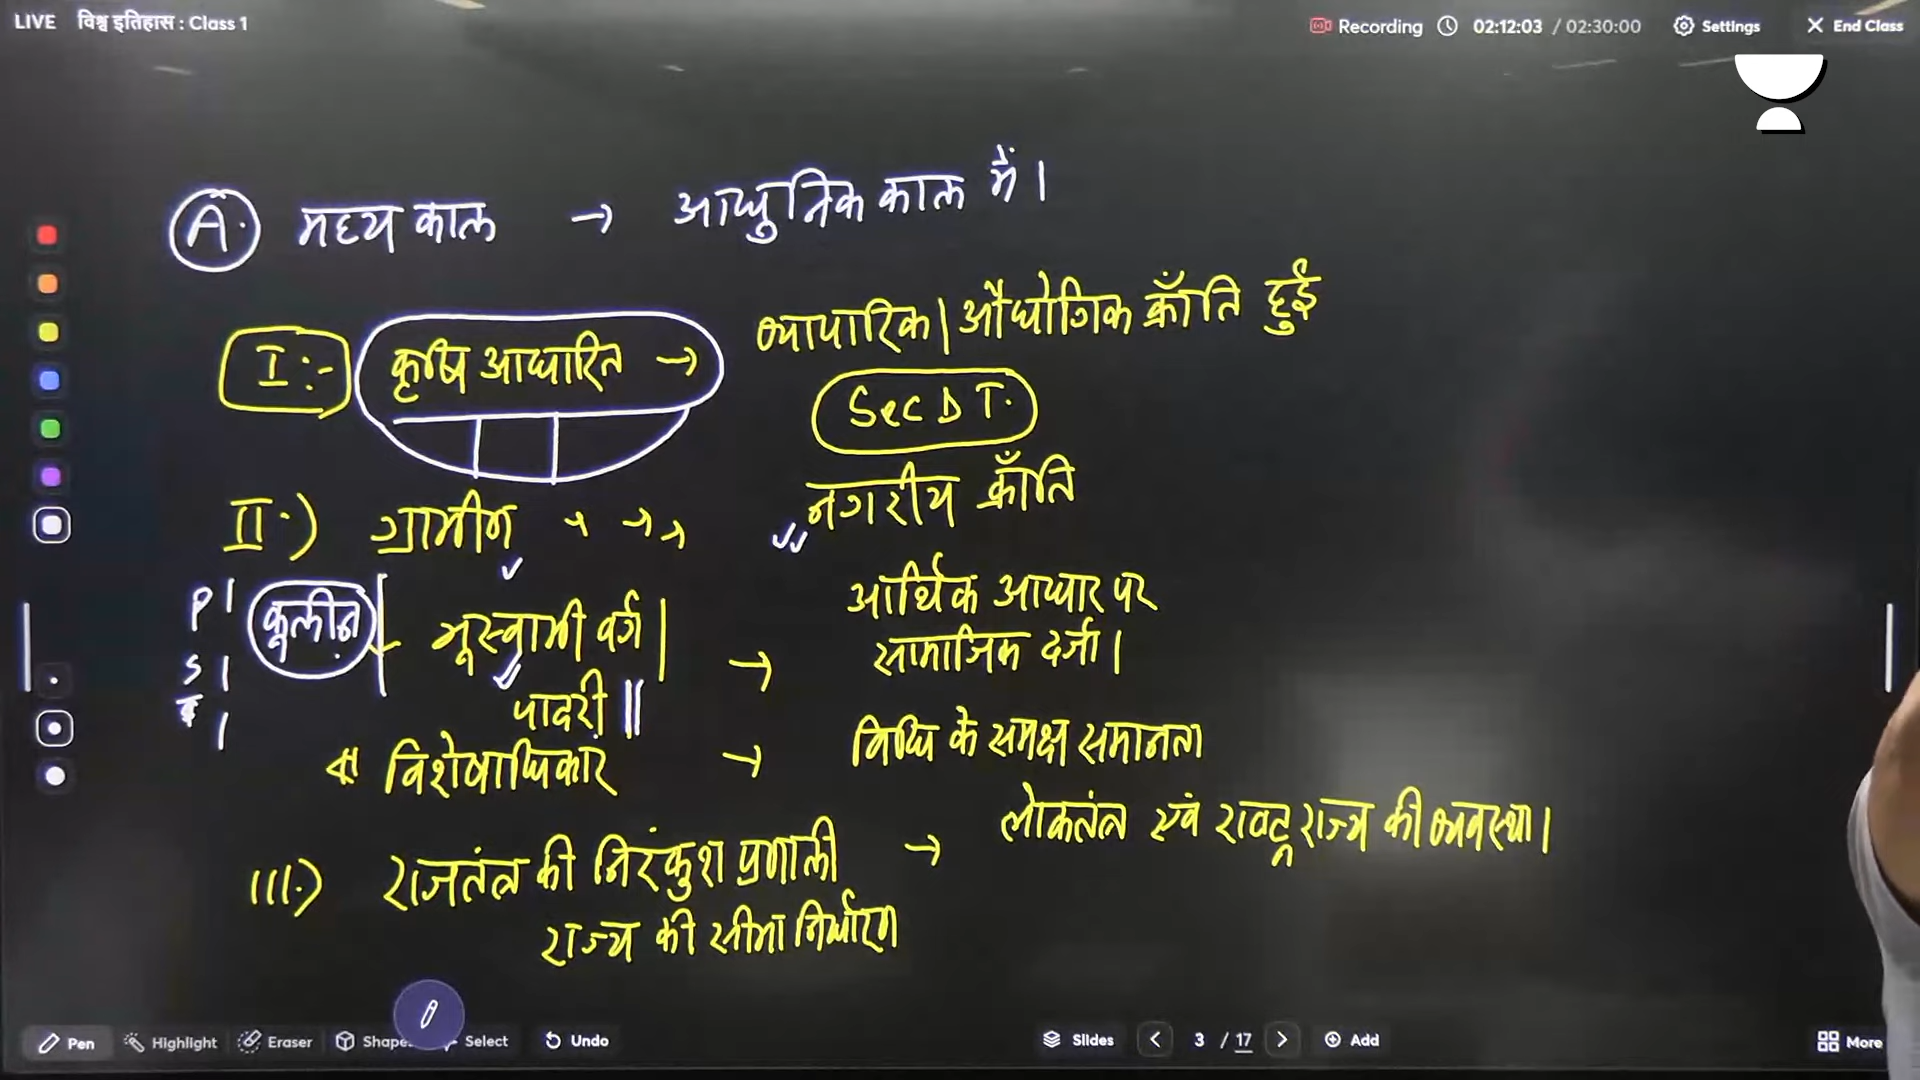 LIVE विश्व इतिहास : Class 1
Recording 02:12:03 / 02:30:00 Settings End Class
A. मध्य काल → आधुनिक काल में।
I :- कृषि आधारित → व्यापारिक | औघोगिक क्राँति हुई
Sec D T.
II.) ग्रामीन → → → नगरीय क्राँति
P कूलीन भूस्वामी वर्ग | → आर्थिक आधार पर
S सामाजिक दर्जा |
पादरी ||
विशेषाधिकार → विधि के समक्ष समानता
III.) राजतंत्र की निरंकुश प्रणाली → लोकतंत्र एवं राष्ट्र राज्य की व्यवस्था।
राज्य की सीमा निर्धारण
Pen Highlight Eraser Shape Select Undo Slides 3 / 17 Add More